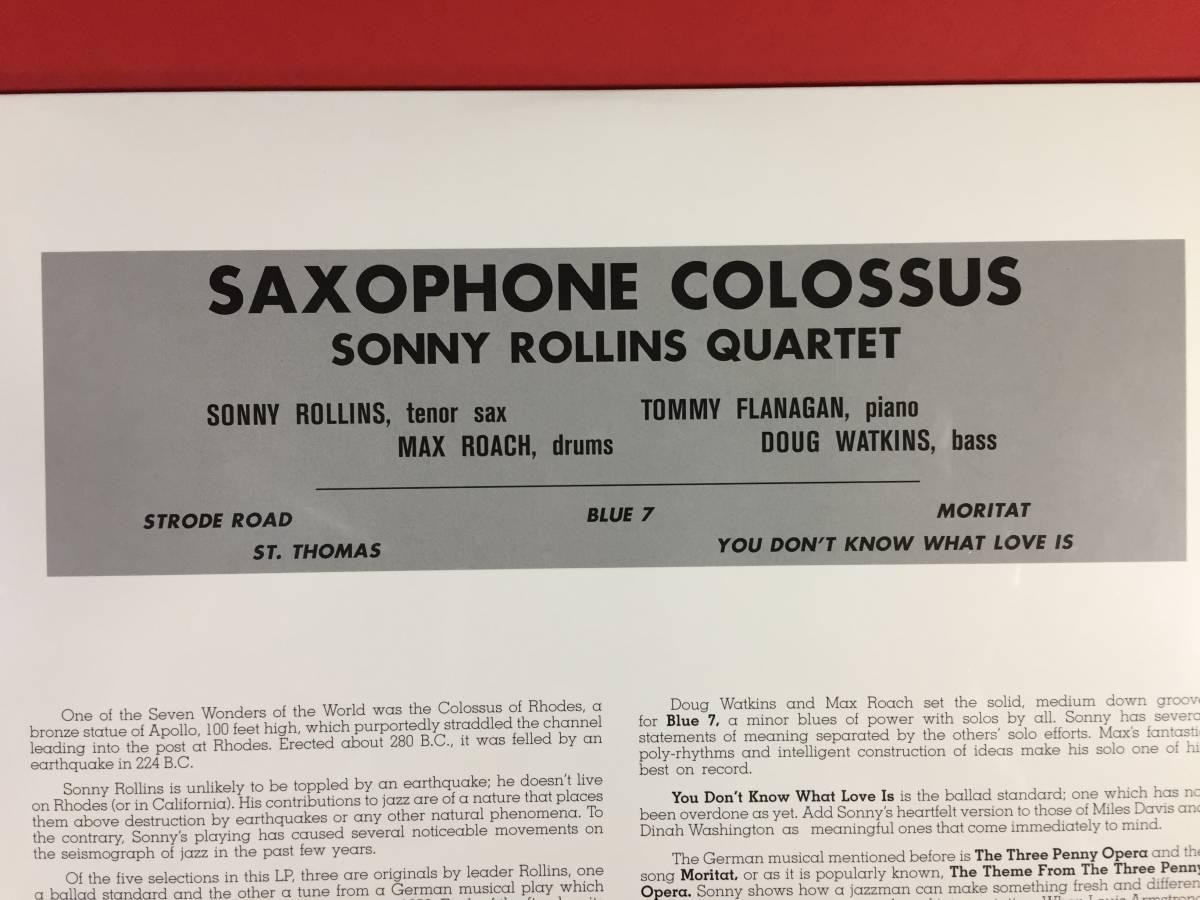 SAXOPHONE COLOSSUS
SONNY ROLLINS QUARTET
SONNY ROLLINS, tenor sax
MAX ROACH, drums
TOMMY FLANAGAN, piano
DOUG WATKINS, bass
STRODE ROAD
ST. THOMAS
BLUE 7
MORITAT
YOU DON'T KNOW WHAT LOVE IS
One of the Seven Wonders of the World was the Colossus of Rhodes, a
bronze statue of Apollo, 100 feet high, which purportedly straddled the channel
leading into the post at Rhodes. Erected about 280 B.C., it was felled by an
earthquake in 224 B.C.
Sonny Rollins is unlikely to be toppled by an earthquake; he doesn't live
on Rhodes (or in California). His contributions to jazz are of a nature that places
them above destruction by earthquakes or any other natural phenomena. To
the contrary, Sonny's playing has caused several noticeable movements on
the seismograph of jazz in the past few years.
Of the five selections in this LP, three are originals by leader Rollins, one
a ballad standard and the other a tune from a German musical play which
Doug Watkins and Max Roach set the solid, medium down groove
for Blue 7, a minor blues of power with solos by all. Sonny has severa
statements of meaning separated by the others' solo efforts. Max's fantasti
poly-rhythms and intelligent construction of ideas make his solo one of hi
best on record.
You Don't Know What Love Is is the ballad standard; one which has no
been overdone as yet. Add Sonny's heartfelt version to those of Miles Davis and
Dinah Washington as meaningful ones that come immediately to mind.
The German musical mentioned before is The Three Penny Opera and the
song Moritat, or as it is popularly known, The Theme From The Three Penny
Opera. Sonny shows how a jazzman can make something fresh and differen